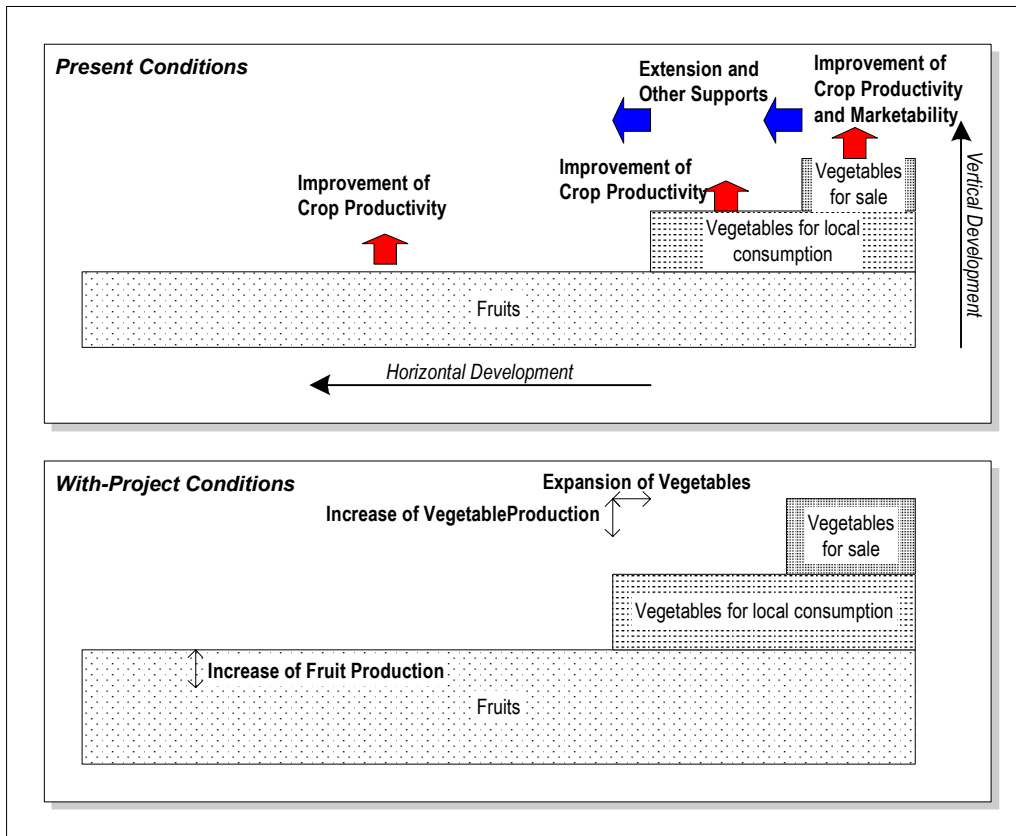 Present Conditions
Extension and
Other Supports
Improvement of
Crop Productivity
and Marketability
Improvement of
Crop Productivity
Improvement of
Crop Productivity
Vegetables
for sale
Vegetables for local
consumption
Fruits
Vertical Development
Horizontal Development
With-Project Conditions
Expansion of Vegetables
Increase of VegetableProduction
Vegetables
for sale
Vegetables for local consumption
Increase of Fruit Production
Fruits